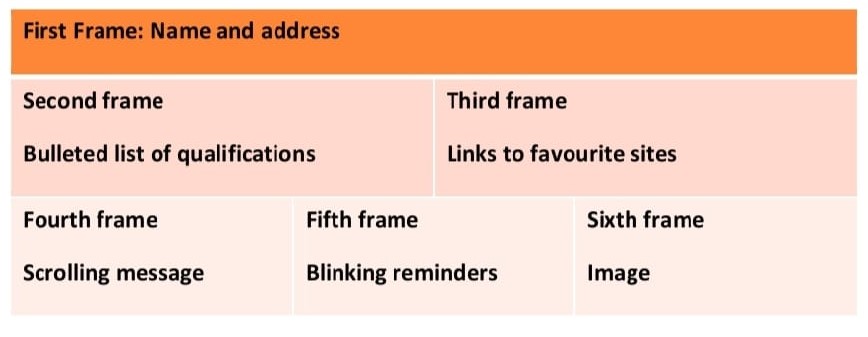 First Frame: Name and address
Second frame
Bulleted list of qualifications
Third frame
Links to favourite sites
Fourth frame
Scrolling message
Fifth frame
Blinking reminders
Sixth frame
Image